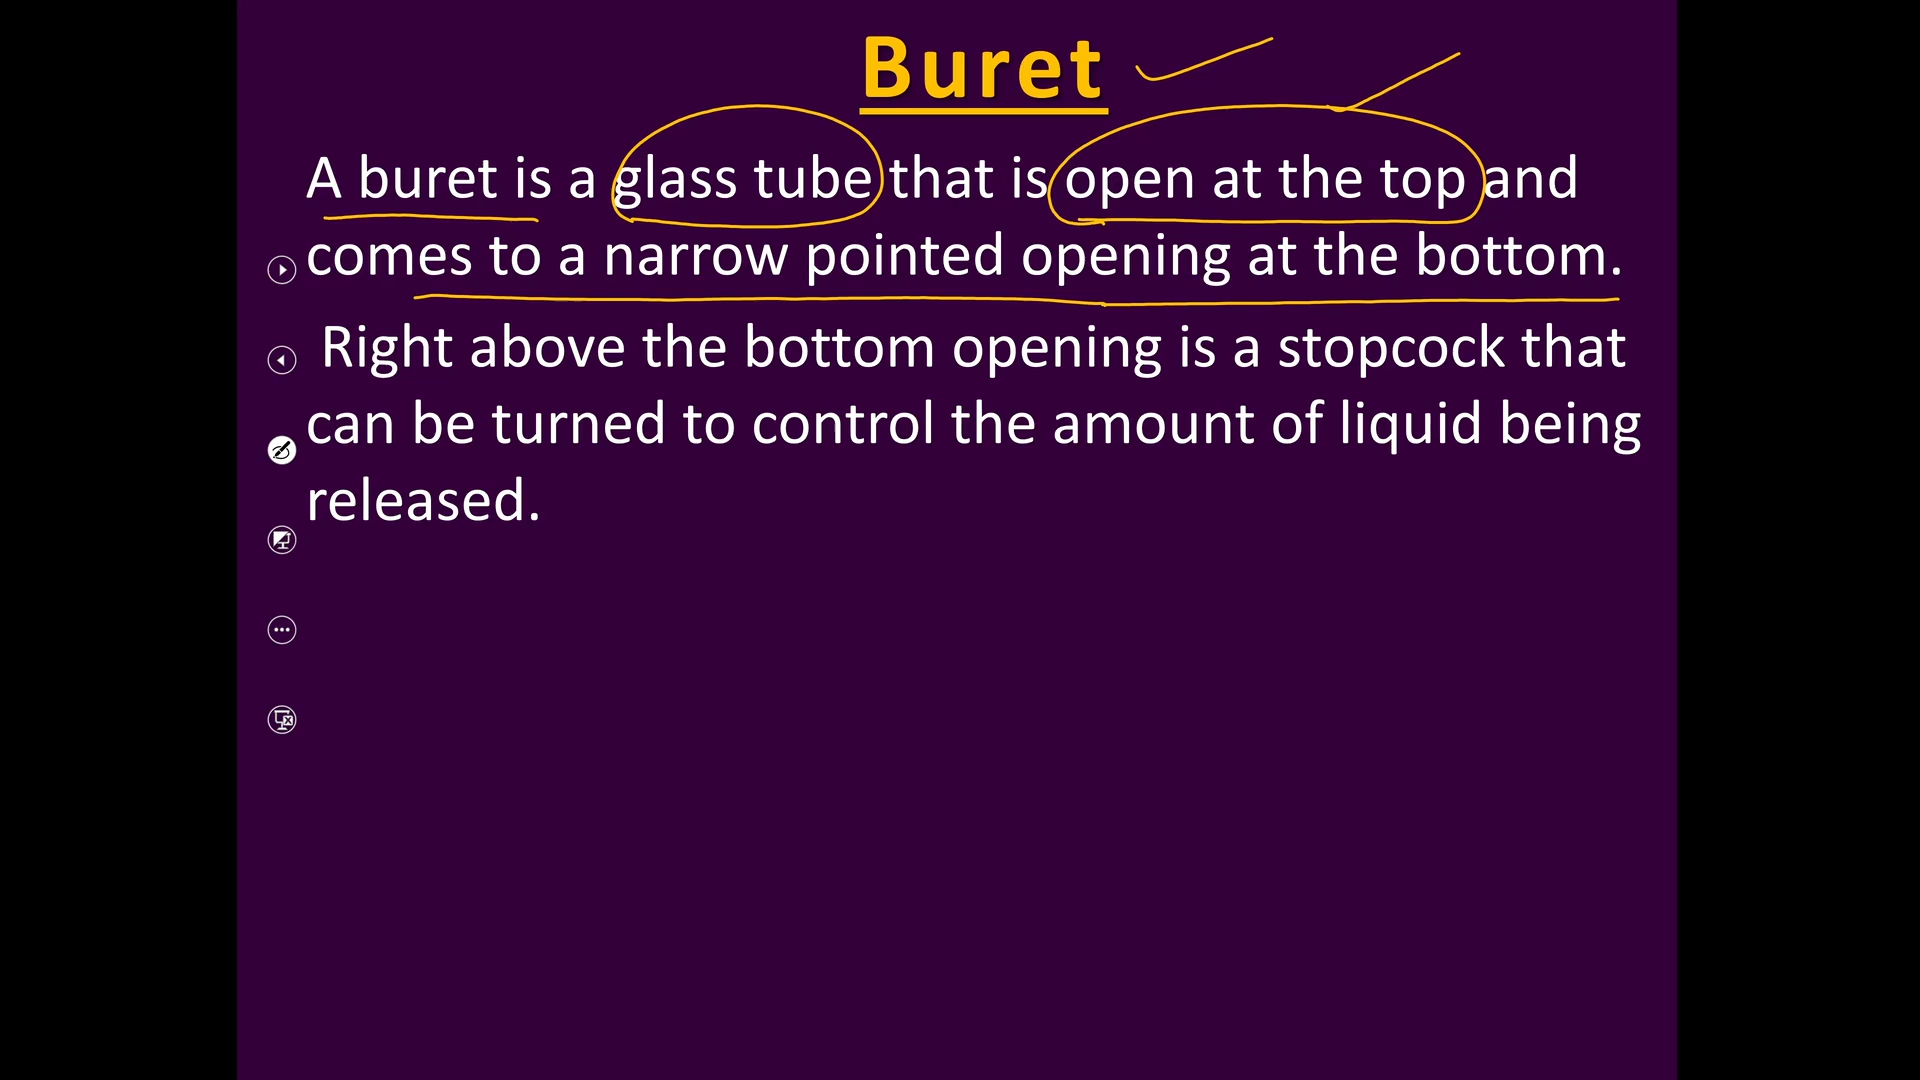 Buret
A buret is a glass tube that is open at the top and
comes to a narrow pointed opening at the bottom.
Right above the bottom opening is a stopcock that
can be turned to control the amount of liquid being
released.